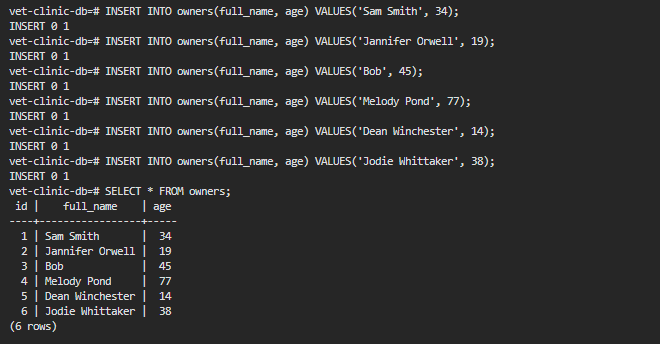 vet-clinic-db=# INSERT INTO owners(full_name, age) VALUES('Sam Smith', 34);
INSERT 0 1
vet-clinic-db=# INSERT INTO owners(full_name, age) VALUES('Jannifer Orwell', 19);
INSERT 0 1
vet-clinic-db=# INSERT INTO owners(full_name, age) VALUES('Bob', 45);
INSERT 0 1
vet-clinic-db=# INSERT INTO owners(full_name, age) VALUES('Melody Pond', 77);
INSERT 0 1
vet-clinic-db=# INSERT INTO owners(full_name, age) VALUES('Dean Winchester', 14);
INSERT 0 1
vet-clinic-db=# INSERT INTO owners(full_name, age) VALUES('Jodie Whittaker', 38);
INSERT 0 1
vet-clinic-db=# SELECT * FROM owners;
 id |    full_name    | age
----+-----------------+-----
  1 | Sam Smith       |  34
  2 | Jannifer Orwell |  19
  3 | Bob             |  45
  4 | Melody Pond     |  77
  5 | Dean Winchester |  14
  6 | Jodie Whittaker |  38
(6 rows)